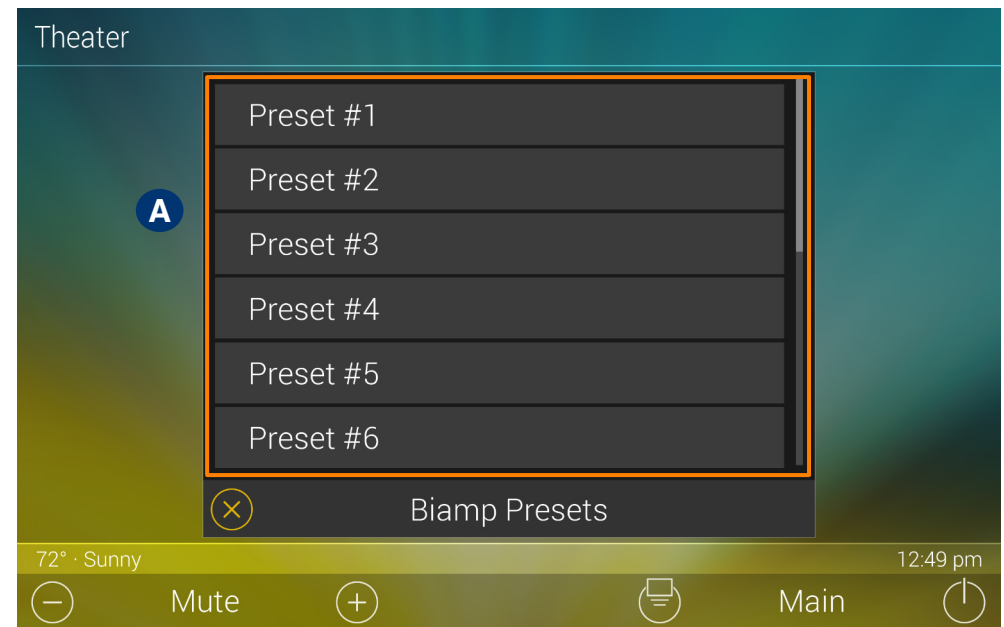 Theater
A
Preset #1
Preset #2
Preset #3
Preset #4
Preset #5
Preset #6
Biamp Presets
72° · Sunny
12:49 pm
Mute
Main